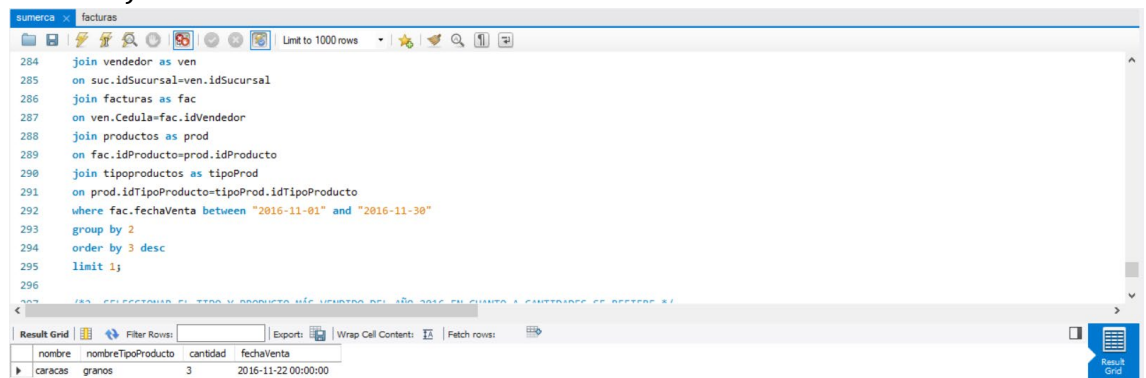 sumerca facturas
Limit to 1000 rows
284 join vendedor as ven
285 on suc.idSucursal=ven.idSucursal
286 join facturas as fac
287 on ven.Cedula=fac.idVendedor
288 join productos as prod
289 on fac.idProducto=prod.idProducto
290 join tipoproductos as tipoProd
291 on prod.idTipoProducto=tipoProd.idTipoProducto
292 where fac.fechaVenta between "2016-11-01" and "2016-11-30"
293 group by 2
294 order by 3 desc
295 limit 1;
296
Result Grid Filter Rows: Export: Wrap Cell Content: Fetch rows:
nombre nombreTipoProducto cantidad fechaVenta
caracas granos 3 2016-11-22 00:00:00
Result
Grid